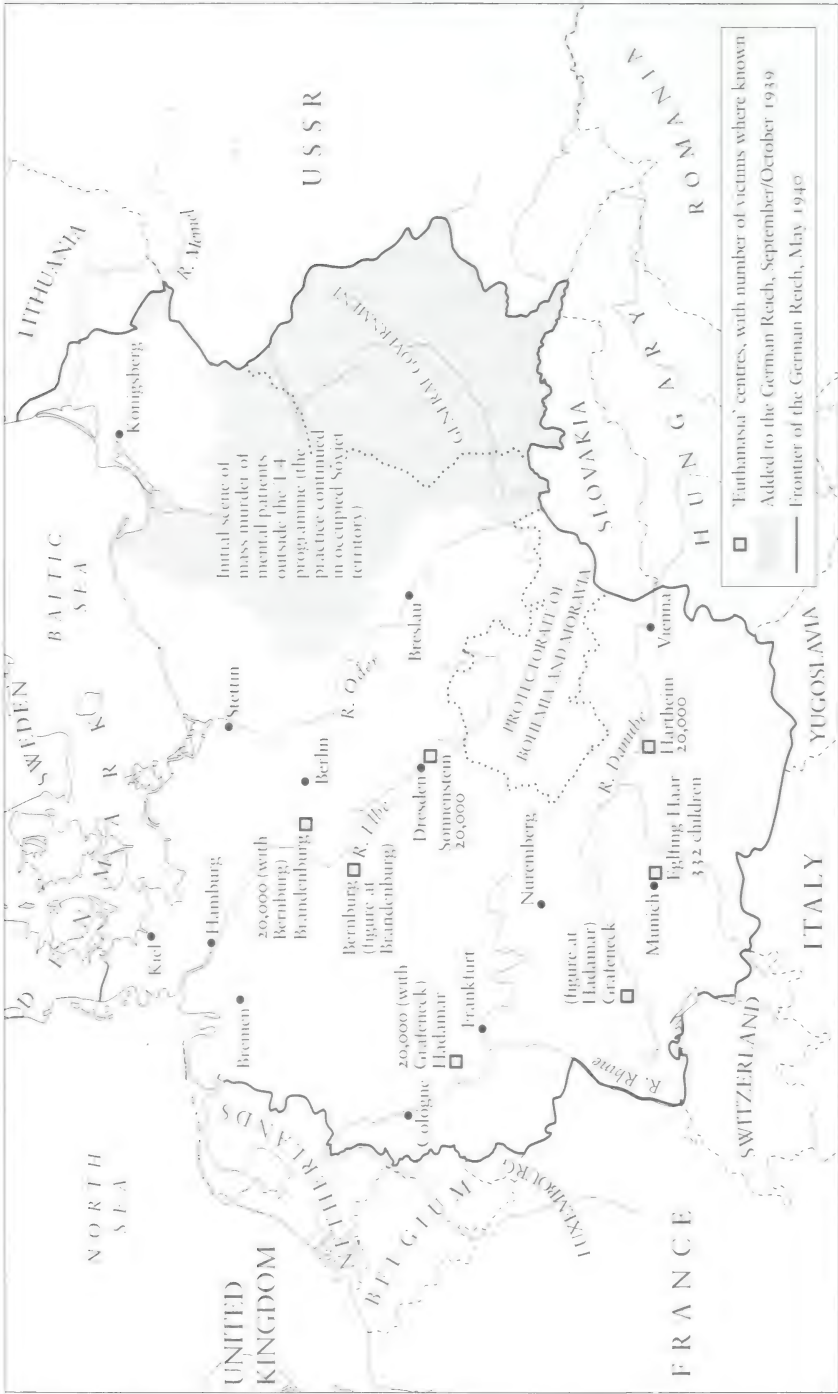 NORTH
SEA
UNITED
KINGDOM
NETHERLANDS
BELGIUM
LUXEMBOURG
FRANCE
SWITZERLAND
ITALY
YUGOSLAVIA
HUNGARY
ROMANIA
SLOVAKIA
USSR
LITHUANIA
BALTIC
SEA
SWEDEN
R. Memel
Konigsberg
Kiel
Hamburg
Bremen
Stettin
Berlin
20,000 (with
Bernburg)
Brandenburg
Bernburg
(figure at
Brandenburg)
R. Elbe
R. Oder
Breslau
Dresden
Sonnenstein
20,000
Cologne
20,000 (with
Grafeneck)
Hadamar
Frankfurt
R. Rhine
Nuremberg
(figure at
Hadamar)
Grafeneck
Munich
Eglfing Haar
332 children
R. Danube
Hartheim
20,000
Vienna
PROTECTORATE OF
BOHEMIA AND MORAVIA
GENERAL GOVERNMENT
Initial scene of
mass murder of
mental patients
outside the T-4
programme (the
practice continued
in occupied Soviet
territory)
'Euthanasia' centres, with number of victims where known
Added to the German Reich, September/October 1939
Frontier of the German Reich, May 1940